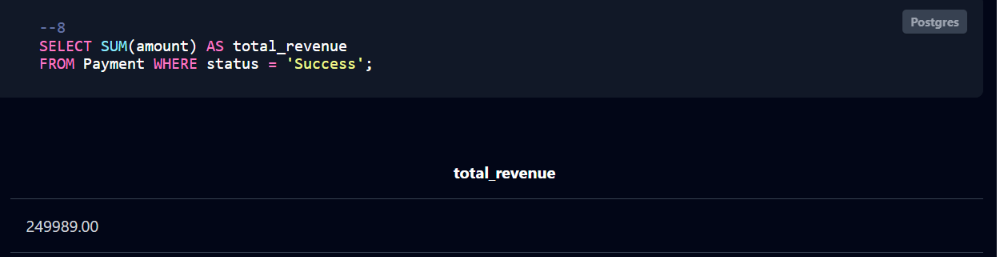 Postgres
--8
SELECT SUM(amount) AS total_revenue
FROM Payment WHERE status = 'Success';
total_revenue
249989.00